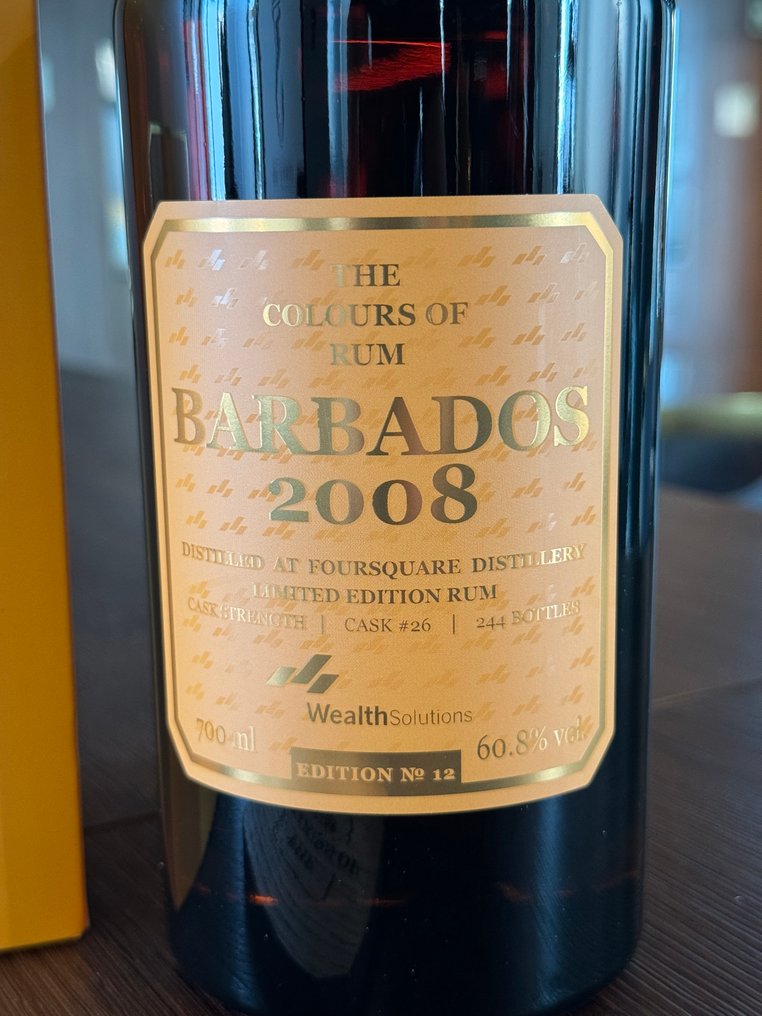 THE
COLOURS OF
RUM
BARBADOS
2008
DISTILLED AT FOURSQUARE DISTILLERY
LIMITED EDITION RUM
CASK STRENGTH | CASK #26 | 244 BOTTLES
WealthSolutions
700 ml 60.8% vol.
EDITION № 12